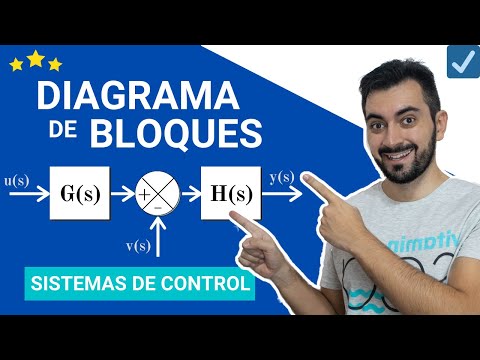 DIAGRAMA
DE BLOQUES
u(s) G(s) + − H(s) y(s)
v(s)
SISTEMAS DE CONTROL